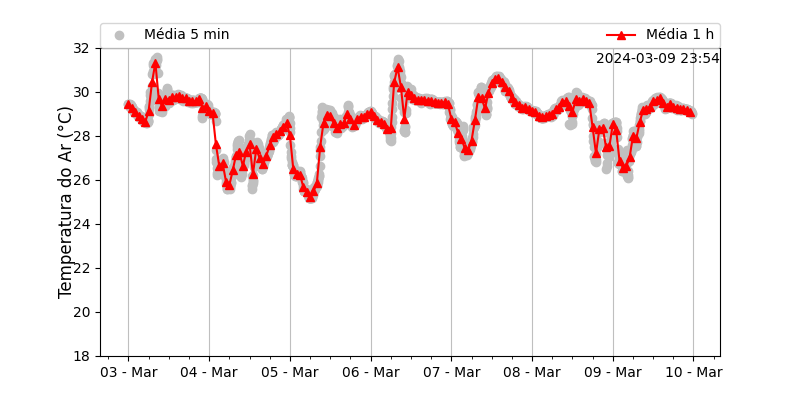 Média 5 min
Média 1 h
2024-03-09 23:54
Temperatura do Ar (°C)
32
30
28
26
24
22
20
18
03 - Mar
04 - Mar
05 - Mar
06 - Mar
07 - Mar
08 - Mar
09 - Mar
10 - Mar